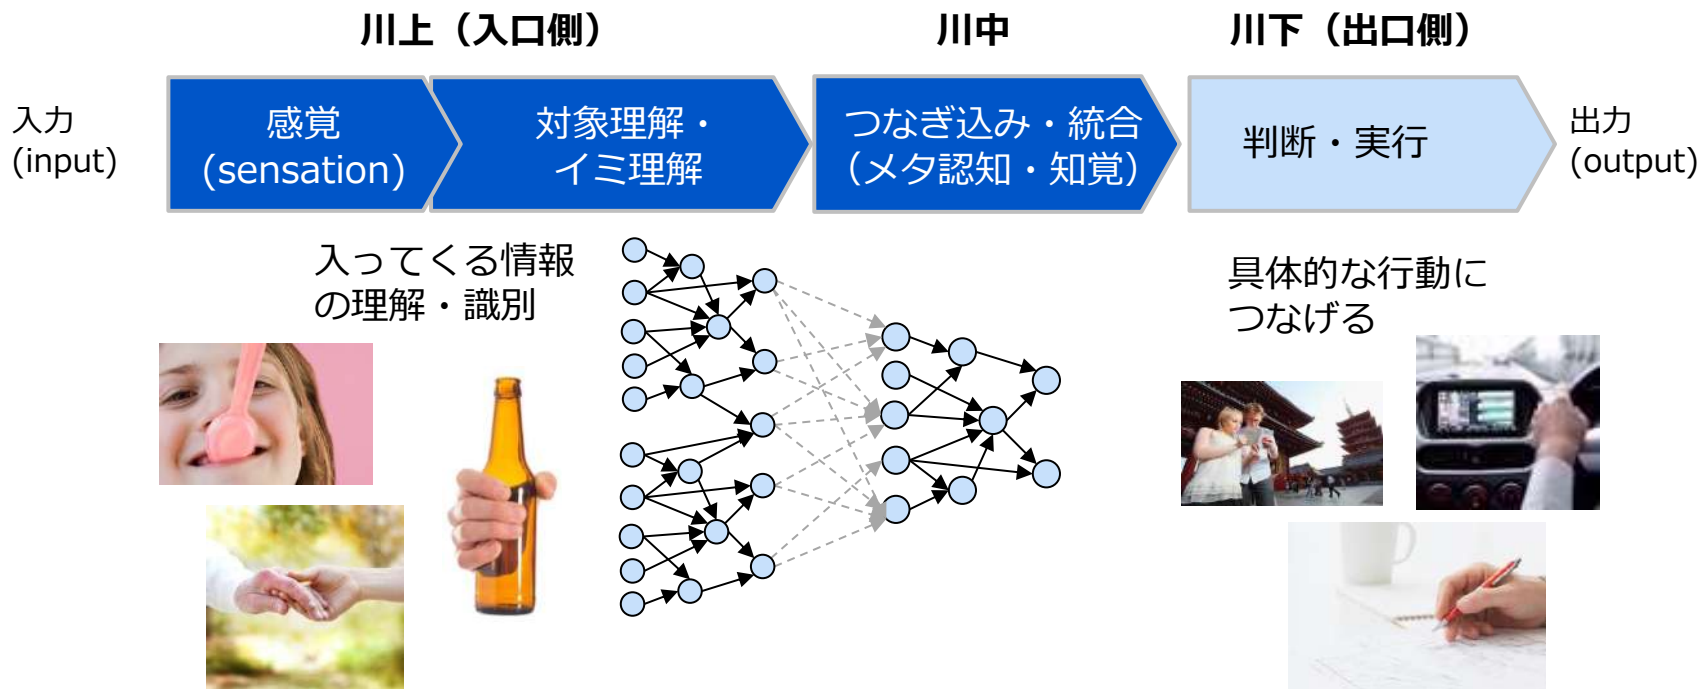 川上（入口側）
川中
川下（出口側）
入力
(input)
感覚
(sensation)
対象理解・
イミ理解
つなぎ込み・統合
（メタ認知・知覚）
判断・実行
出力
(output)
入ってくる情報
の理解・識別
具体的な行動に
つなげる